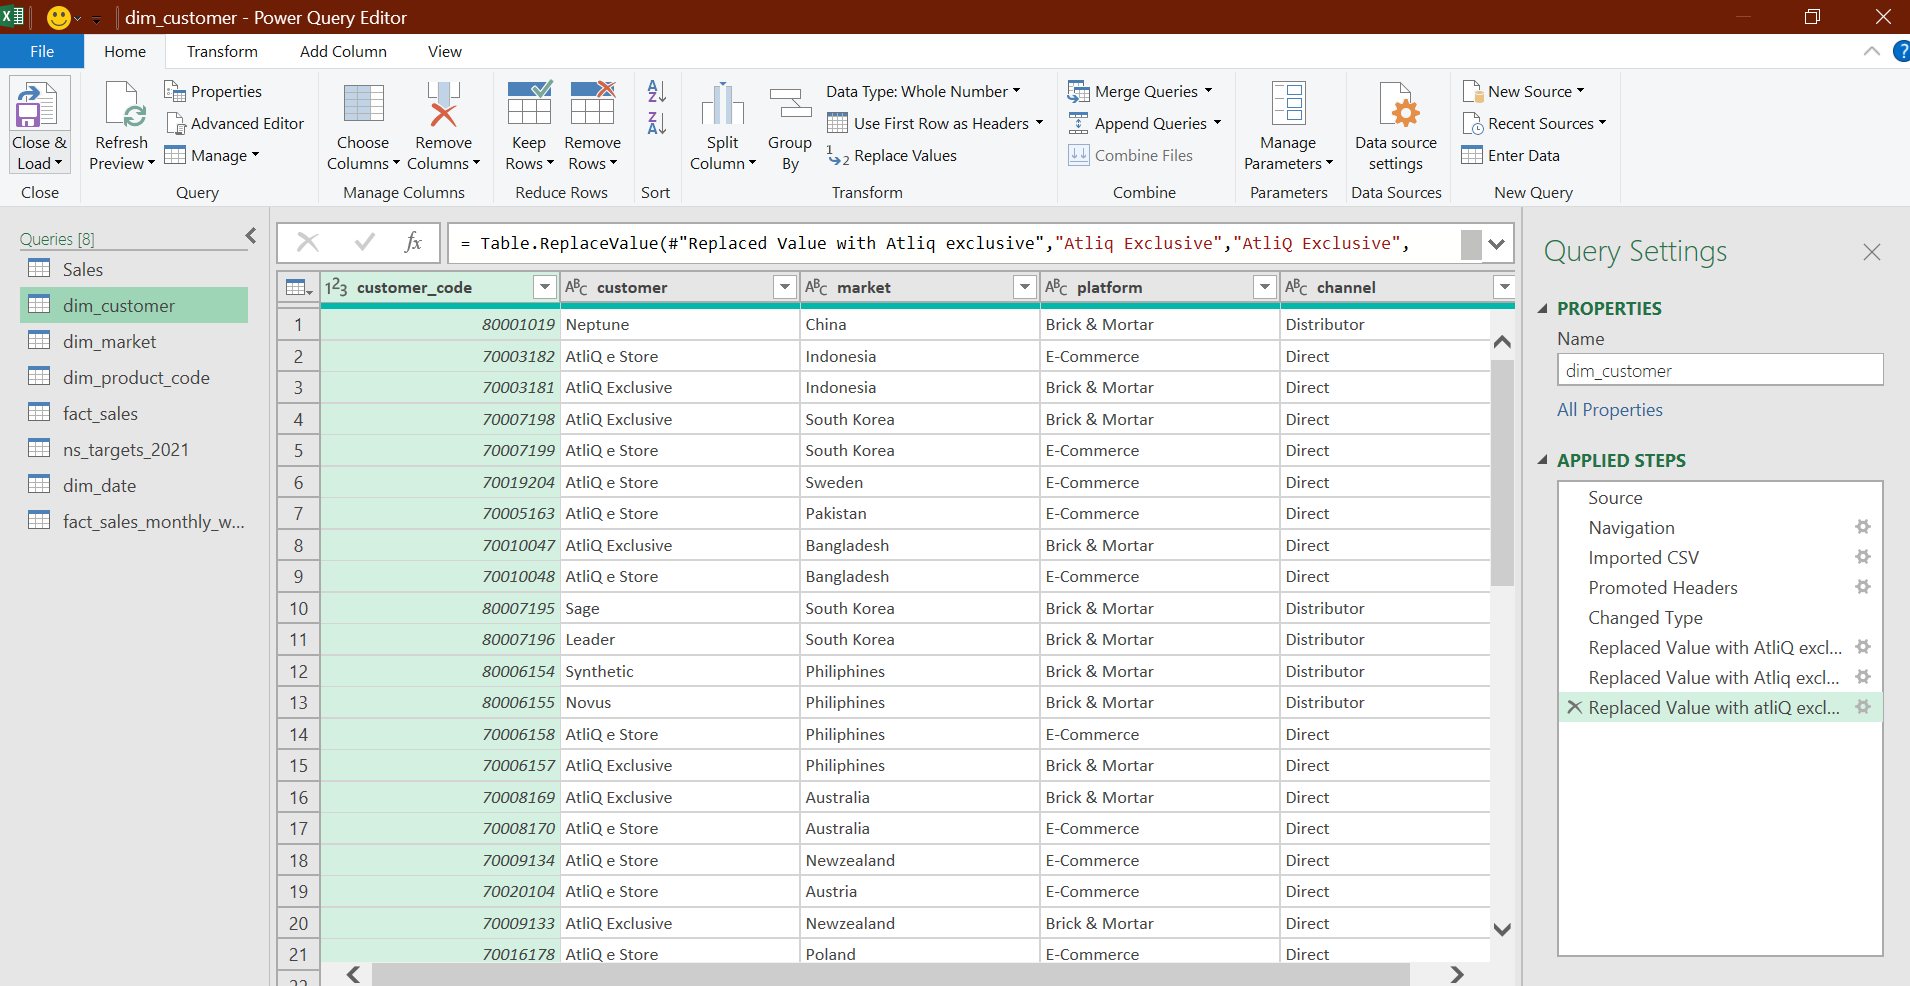 dim_customer - Power Query Editor
File Home Transform Add Column View
Close & Load
Refresh Preview
Properties
Advanced Editor
Manage
Choose Columns
Remove Columns
Keep Rows
Remove Rows
A Z
Z A
Split Column
Group By
Data Type: Whole Number
Use First Row as Headers
1 2 Replace Values
Merge Queries
Append Queries
Combine Files
Manage Parameters
Data source settings
New Source
Recent Sources
Enter Data
Close Query Manage Columns Reduce Rows Sort Transform Combine Parameters Data Sources New Query
Queries [8]
Sales
dim_customer
dim_market
dim_product_code
fact_sales
ns_targets_2021
dim_date
fact_sales_monthly_w...
fx = Table.ReplaceValue(#"Replaced Value with Atliq exclusive","Atliq Exclusive","AtliQ Exclusive",
123 customer_code ABC customer ABC market ABC platform ABC channel
1 80001019 Neptune China Brick & Mortar Distributor
2 70003182 AtliQ e Store Indonesia E-Commerce Direct
3 70003181 AtliQ Exclusive Indonesia Brick & Mortar Direct
4 70007198 AtliQ Exclusive South Korea Brick & Mortar Direct
5 70007199 AtliQ e Store South Korea E-Commerce Direct
6 70019204 AtliQ e Store Sweden E-Commerce Direct
7 70005163 AtliQ e Store Pakistan E-Commerce Direct
8 70010047 AtliQ Exclusive Bangladesh Brick & Mortar Direct
9 70010048 AtliQ e Store Bangladesh E-Commerce Direct
10 80007195 Sage South Korea Brick & Mortar Distributor
11 80007196 Leader South Korea Brick & Mortar Distributor
12 80006154 Synthetic Philiphines Brick & Mortar Distributor
13 80006155 Novus Philiphines Brick & Mortar Distributor
14 70006158 AtliQ e Store Philiphines E-Commerce Direct
15 70006157 AtliQ Exclusive Philiphines Brick & Mortar Direct
16 70008169 AtliQ Exclusive Australia Brick & Mortar Direct
17 70008170 AtliQ e Store Australia E-Commerce Direct
18 70009134 AtliQ e Store Newzealand E-Commerce Direct
19 70020104 AtliQ e Store Austria E-Commerce Direct
20 70009133 AtliQ Exclusive Newzealand Brick & Mortar Direct
21 70016178 AtliQ e Store Poland E-Commerce Direct
22
Query Settings
PROPERTIES
Name
dim_customer
All Properties
APPLIED STEPS
Source
Navigation
Imported CSV
Promoted Headers
Changed Type
Replaced Value with AtliQ excl...
Replaced Value with Atliq excl...
Replaced Value with atliQ excl...